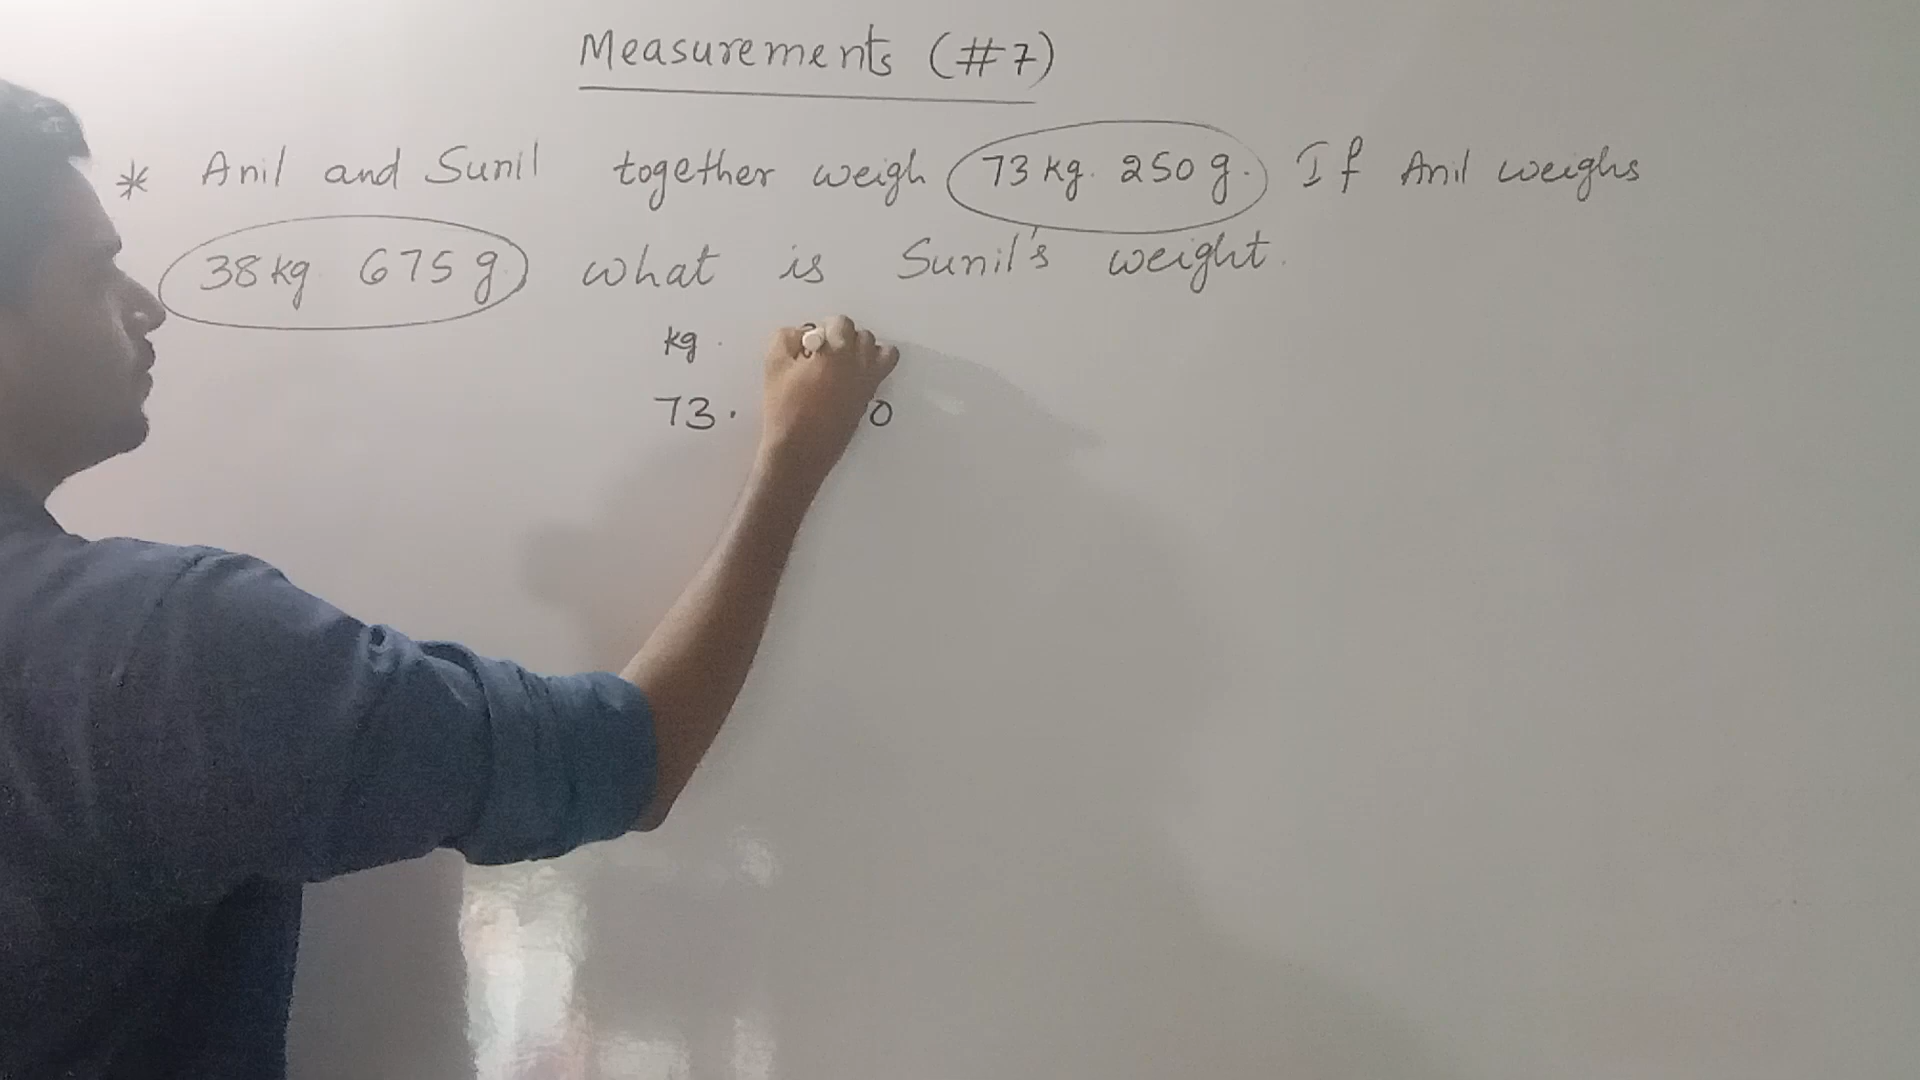 Measurements (#7)
* Anil and Sunil together weigh 73 kg. 250 g. If Anil weighs
38 kg 675 g. what is Sunil's weight.
kg.
73. 0